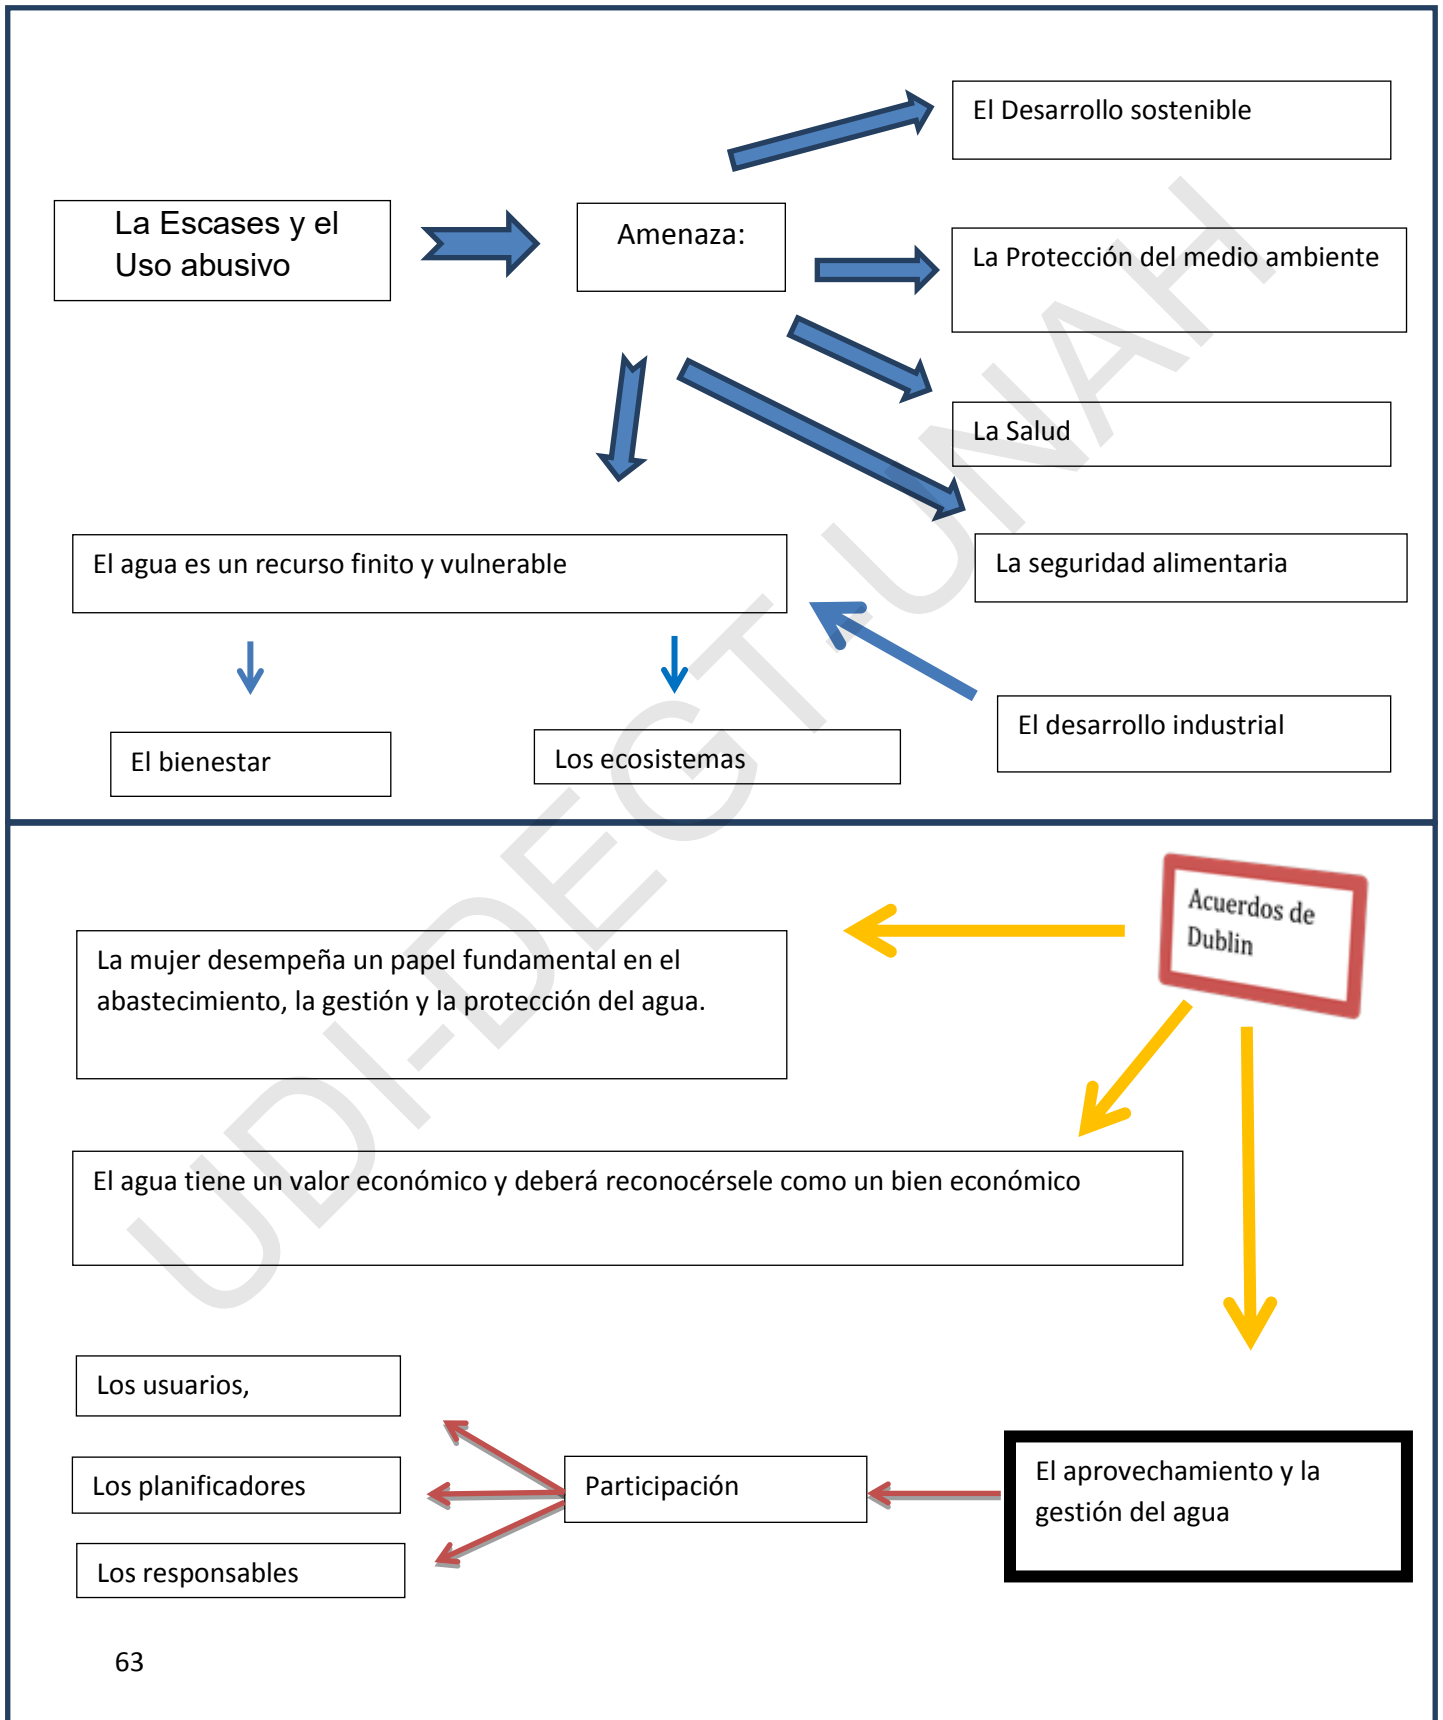 El Desarrollo sostenible
La Escases y el
Uso abusivo
Amenaza:
La Protección del medio ambiente
La Salud
El agua es un recurso finito y vulnerable
La seguridad alimentaria
El desarrollo industrial
El bienestar
Los ecosistemas
Acuerdos de
Dublin
La mujer desempeña un papel fundamental en el
abastecimiento, la gestión y la protección del agua.
El agua tiene un valor económico y deberá reconocérsele como un bien económico
Los usuarios,
Los planificadores
Los responsables
Participación
El aprovechamiento y la
gestión del agua
63
UDI-DEGT-UNAH